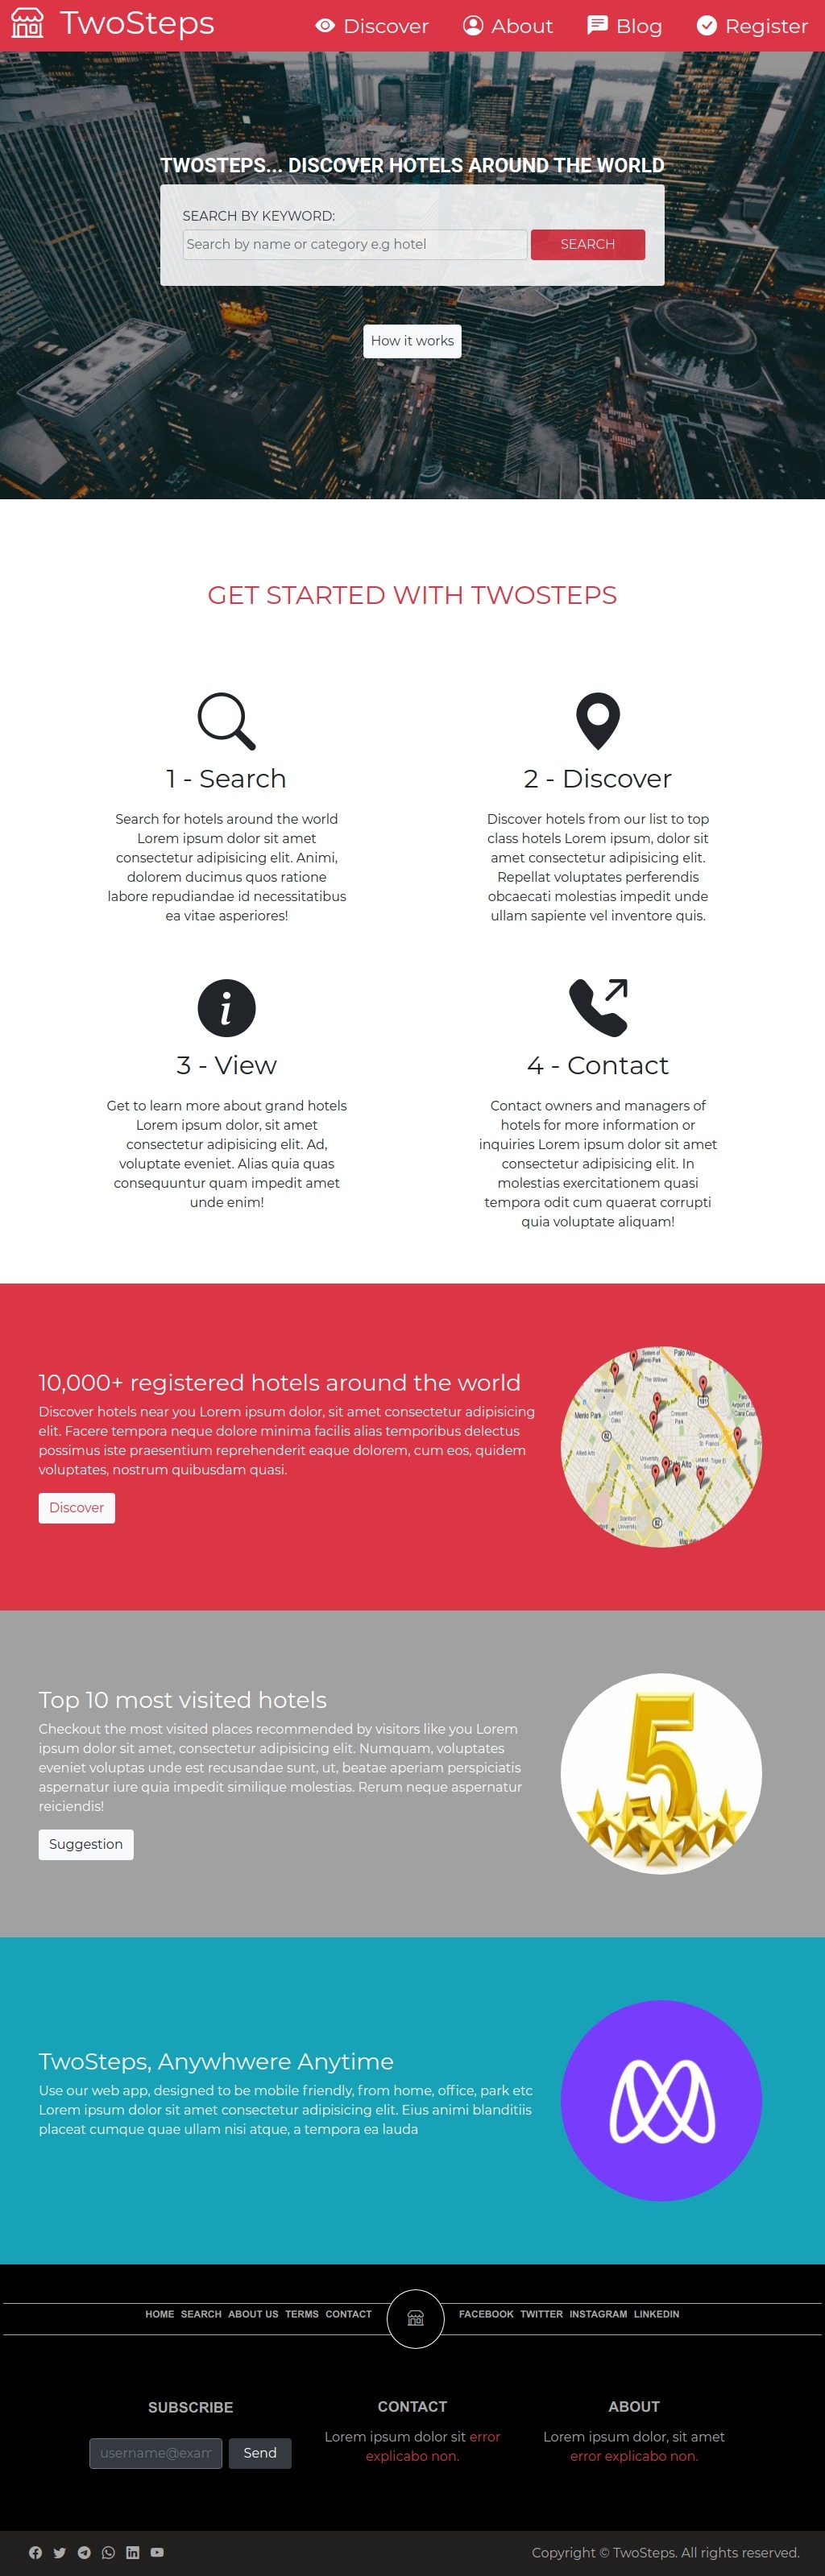 TwoSteps
Discover
About
Blog
Register
TWOSTEPS... DISCOVER HOTELS AROUND THE WORLD
SEARCH BY KEYWORD:
Search by name or category e.g hotel
SEARCH
How it works
GET STARTED WITH TWOSTEPS
1 - Search
Search for hotels around the world
Lorem ipsum dolor sit amet
consectetur adipisicing elit. Animi,
dolorem ducimus quos ratione
labore repudiandae id necessitatibus
ea vitae asperiores!
2 - Discover
Discover hotels from our list to top
class hotels Lorem ipsum, dolor sit
amet consectetur adipisicing elit.
Repellat voluptates perferendis
obcaecati molestias impedit unde
ullam sapiente vel inventore quis.
3 - View
Get to learn more about grand hotels
Lorem ipsum dolor, sit amet
consectetur adipisicing elit. Ad,
voluptate eveniet. Alias quia quas
consequuntur quam impedit amet
unde enim!
4 - Contact
Contact owners and managers of
hotels for more information or
inquiries Lorem ipsum dolor sit amet
consectetur adipisicing elit. In
molestias exercitationem quasi
tempora odit cum quaerat corrupti
quia voluptate aliquam!
10,000+ registered hotels around the world
Discover hotels near you Lorem ipsum dolor, sit amet consectetur adipisicing
elit. Facere tempora neque dolore minima facilis alias temporibus delectus
possimus iste praesentium reprehenderit eaque dolorem, cum eos, quidem
voluptates, nostrum quibusdam quasi.
Discover
Palo Alto
The Willows
Menlo Park
Crescent
Park
Allied Arts
University
Palo Alto
Stanford
University
Top 10 most visited hotels
Checkout the most visited places recommended by visitors like you Lorem
ipsum dolor sit amet, consectetur adipisicing elit. Numquam, voluptates
eveniet voluptas unde est recusandae sunt, ut, beatae aperiam perspiciatis
aspernatur iure quia impedit similique molestias. Rerum neque aspernatur
reiciendis!
Suggestion
5
TwoSteps, Anywhwere Anytime
Use our web app, designed to be mobile friendly, from home, office, park etc
Lorem ipsum dolor sit amet consectetur adipisicing elit. Eius animi blanditiis
placeat cumque quae ullam nisi atque, a tempora ea lauda
HOME SEARCH ABOUT US TERMS CONTACT
FACEBOOK TWITTER INSTAGRAM LINKEDIN
SUBSCRIBE
username@exam
Send
CONTACT
Lorem ipsum dolor sit error
explicabo non.
ABOUT
Lorem ipsum dolor, sit amet
error explicabo non.
Copyright © TwoSteps. All rights reserved.